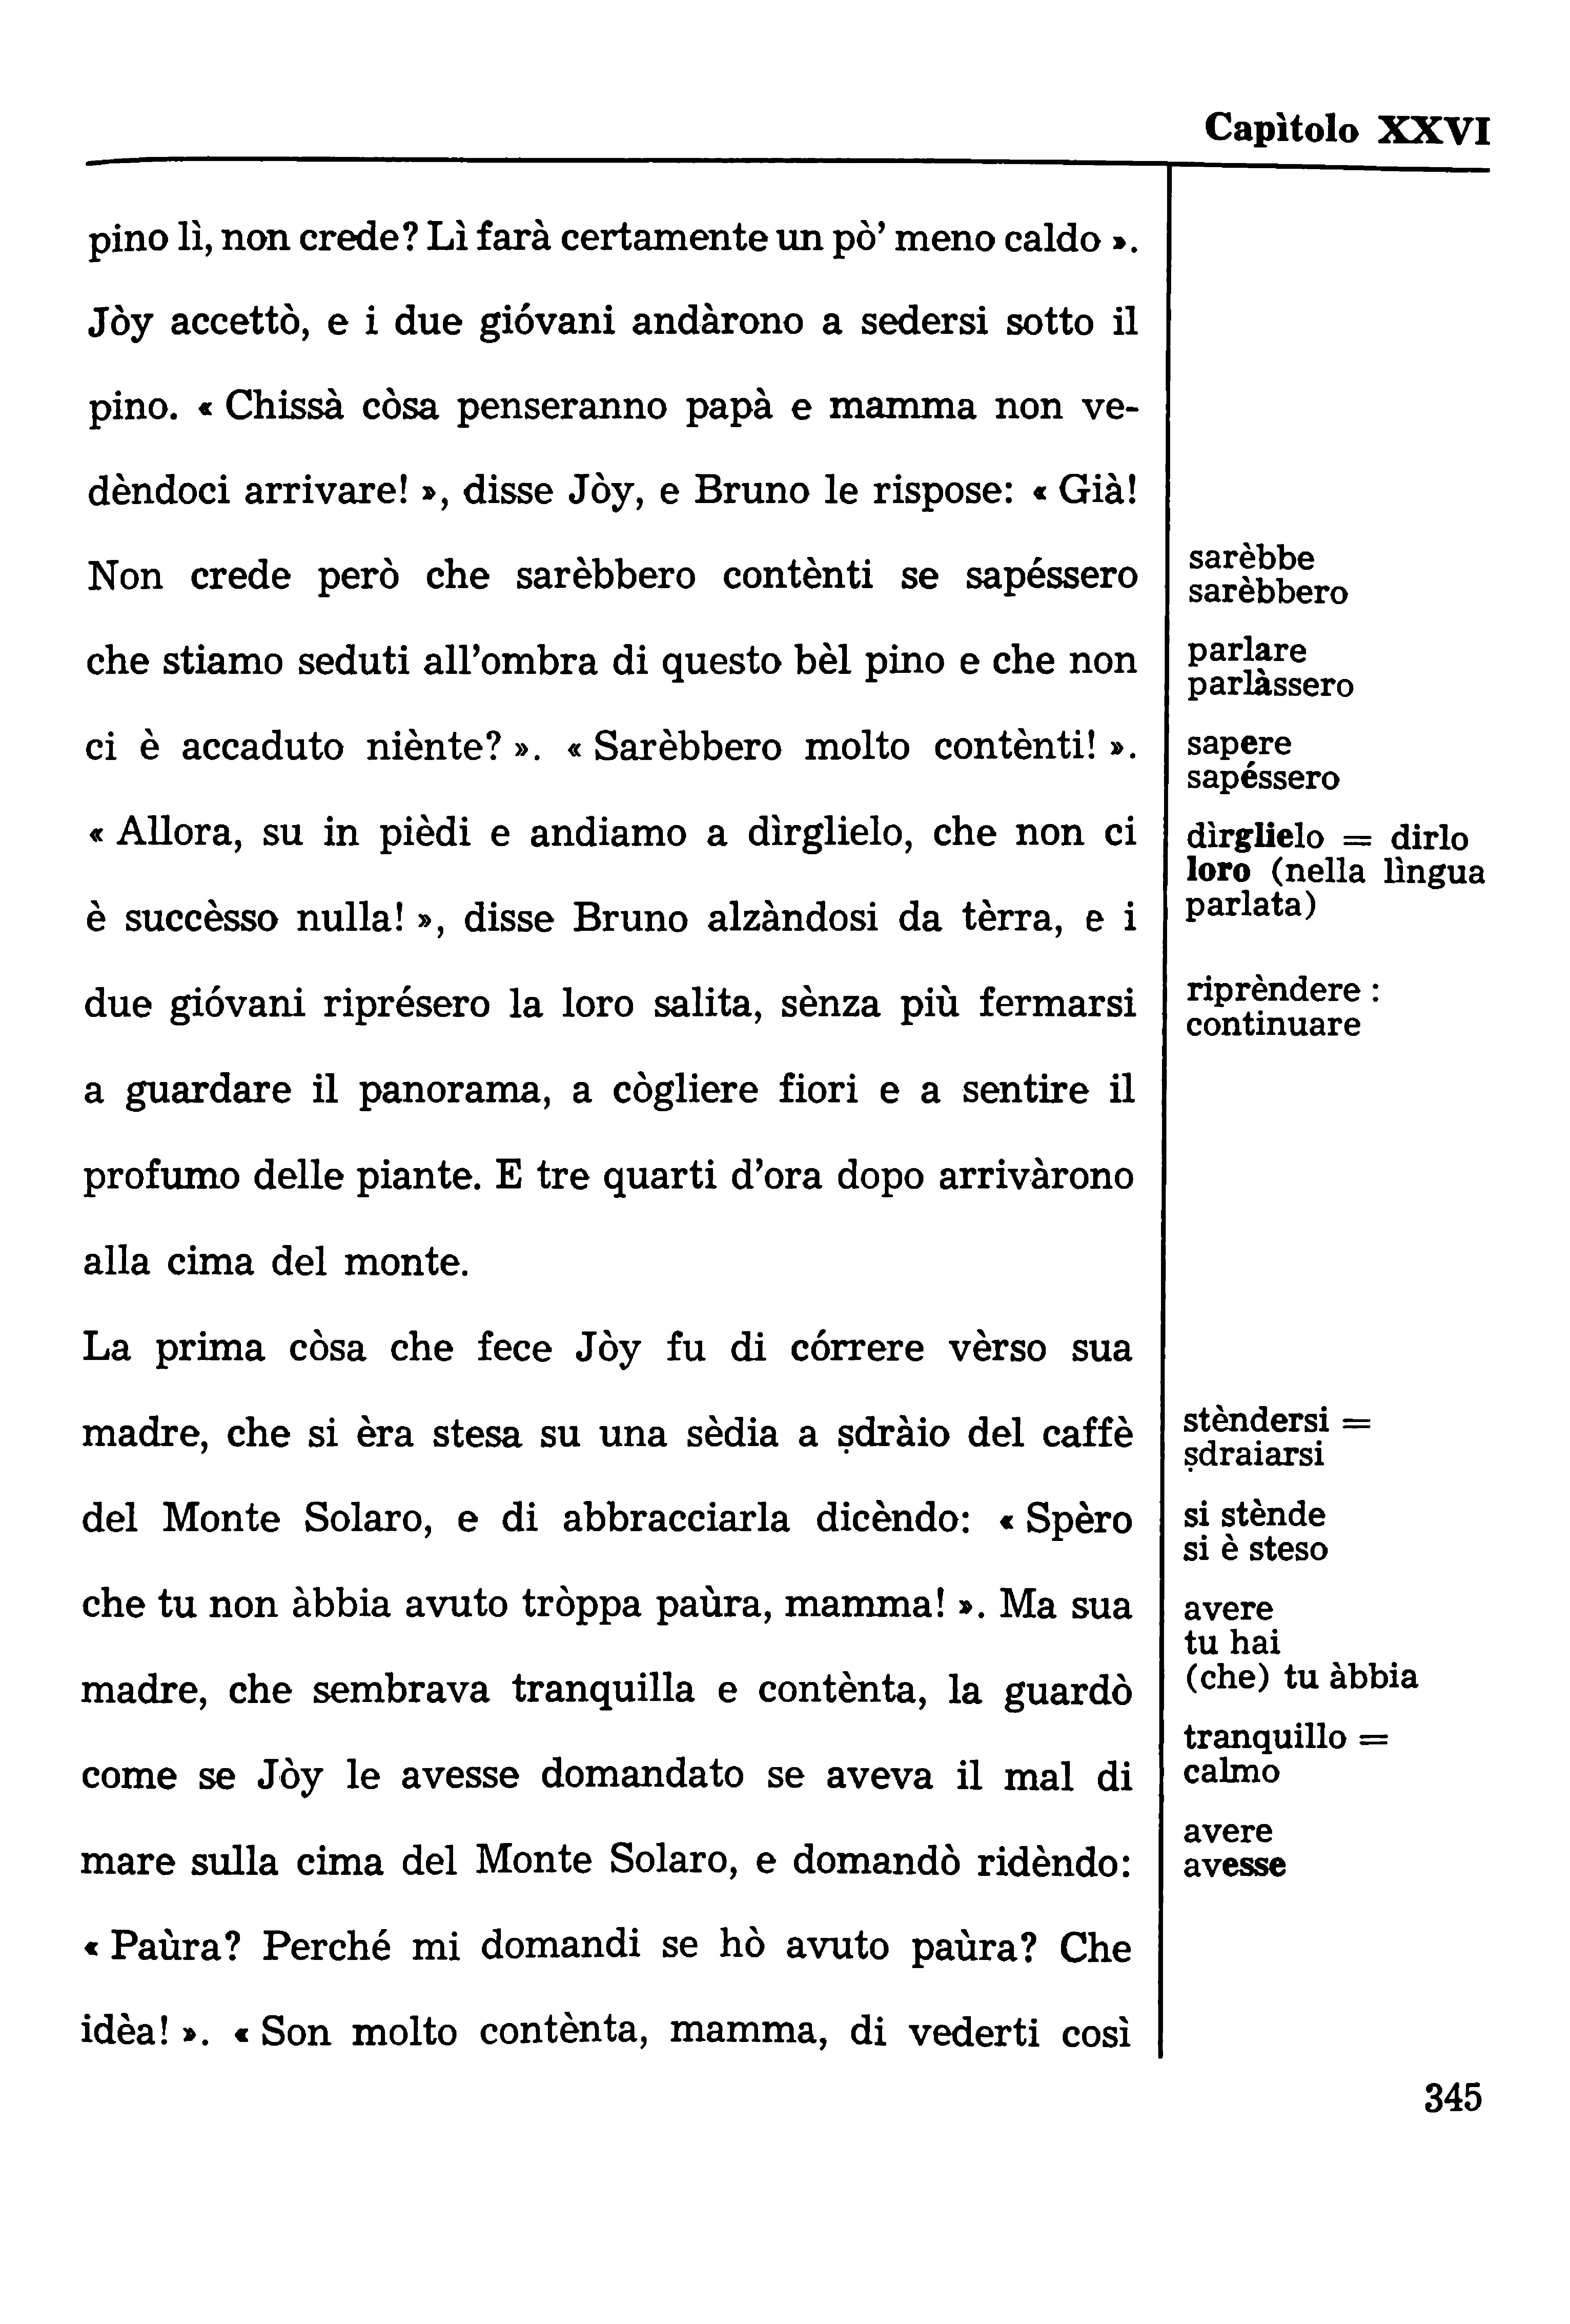 Capìtolo XXVI
pino lì, non crede? Lì farà certamente un pò’ meno caldo ».
Jòy accettò, e i due gióvani andàrono a sedersi sotto il
pino. « Chissà còsa penseranno papà e mamma non ve-
dèndoci arrivare! », disse Jòy, e Bruno le rispose: « Già!
Non crede però che sarèbbero contènti se sapéssero
che stiamo seduti all’ombra di questo bèl pino e che non
ci è accaduto niènte? ». « Sarèbbero molto contènti! ».
« Allora, su in pièdi e andiamo a dìrglielo, che non ci
è succèsso nulla! », disse Bruno alzàndosi da tèrra, e i
due gióvani riprésero la loro salita, sènza più fermarsi
a guardare il panorama, a cògliere fiori e a sentire il
profumo delle piante. E tre quarti d’ora dopo arrivàrono
alla cima del monte.
La prima còsa che fece Jòy fu di córrere vèrso sua
madre, che si èra stesa su una sèdia a ṣdràio del caffè
del Monte Solaro, e di abbracciarla dicèndo: « Spèro
che tu non àbbia avuto tròppa paùra, mamma! ». Ma sua
madre, che sembrava tranquilla e contènta, la guardò
come se Jòy le avesse domandato se aveva il mal di
mare sulla cima del Monte Solaro, e domandò ridèndo:
« Paùra? Perché mi domandi se hò avuto paùra? Che
idèa! ». « Son molto contènta, mamma, di vederti così
sarèbbe
sarèbbero
parlare
parlàssero
sapere
sapéssero
dìrglielo = dirlo
loro (nella lìngua
parlata)
riprèndere :
continuare
stèndersi =
ṣdraiarsi
si stènde
si è steso
avere
tu hai
(che) tu àbbia
tranquillo =
calmo
avere
avesse
345